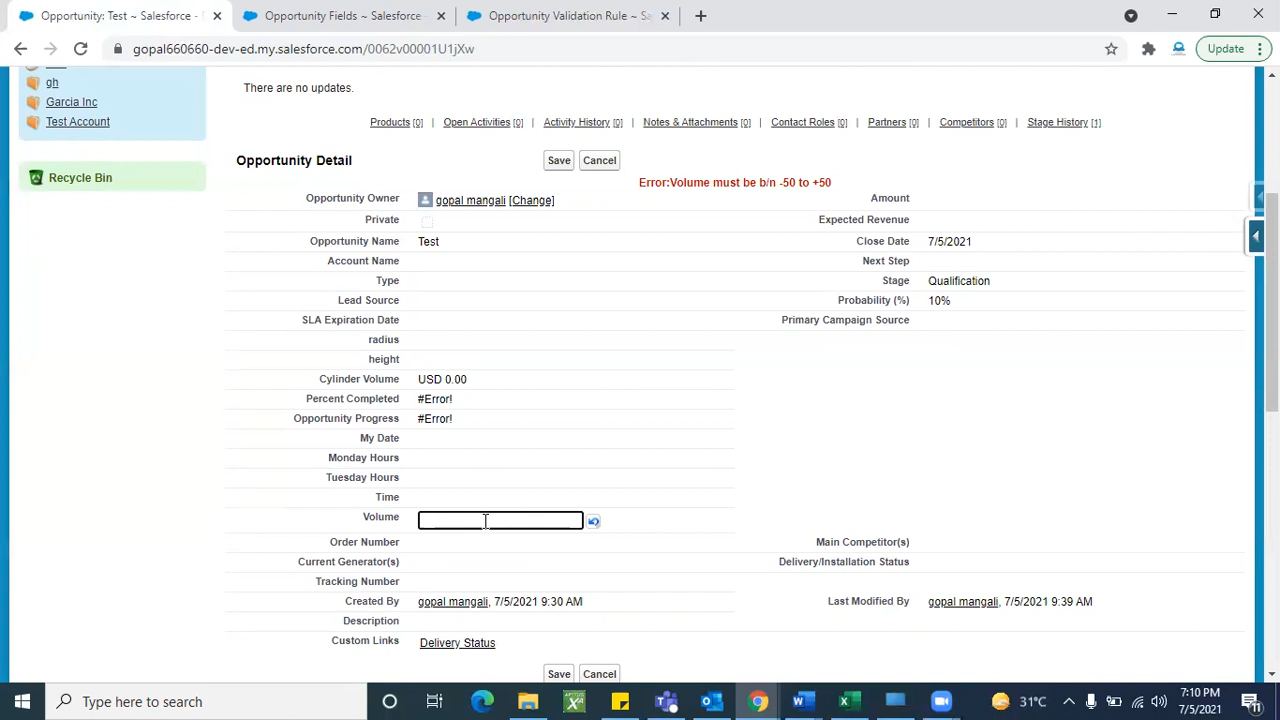 Opportunity: Test ~ Salesforce -
Opportunity Fields ~ Salesforce -
Opportunity Validation Rule ~ Sa
gopal660660-dev-ed.my.salesforce.com/0062v00001U1jXw
Update
gh
Garcia Inc
Test Account
Recycle Bin
There are no updates.
Products [0] | Open Activities [0] | Activity History [0] | Notes & Attachments [0] | Contact Roles [0] | Partners [0] | Competitors [0] | Stage History [1]
Opportunity Detail Save Cancel
Error:Volume must be b/n -50 to +50
Opportunity Owner gopal mangali [Change] Amount
Private Expected Revenue
Opportunity Name Test Close Date 7/5/2021
Account Name Next Step
Type Stage Qualification
Lead Source Probability (%) 10%
SLA Expiration Date Primary Campaign Source
radius
height
Cylinder Volume USD 0.00
Percent Completed #Error!
Opportunity Progress #Error!
My Date
Monday Hours
Tuesday Hours
Time
Volume
Order Number Main Competitor(s)
Current Generator(s) Delivery/Installation Status
Tracking Number
Created By gopal mangali, 7/5/2021 9:30 AM Last Modified By gopal mangali, 7/5/2021 9:39 AM
Description
Custom Links Delivery Status
Save Cancel
Type here to search
31°C
7:10 PM
7/5/2021